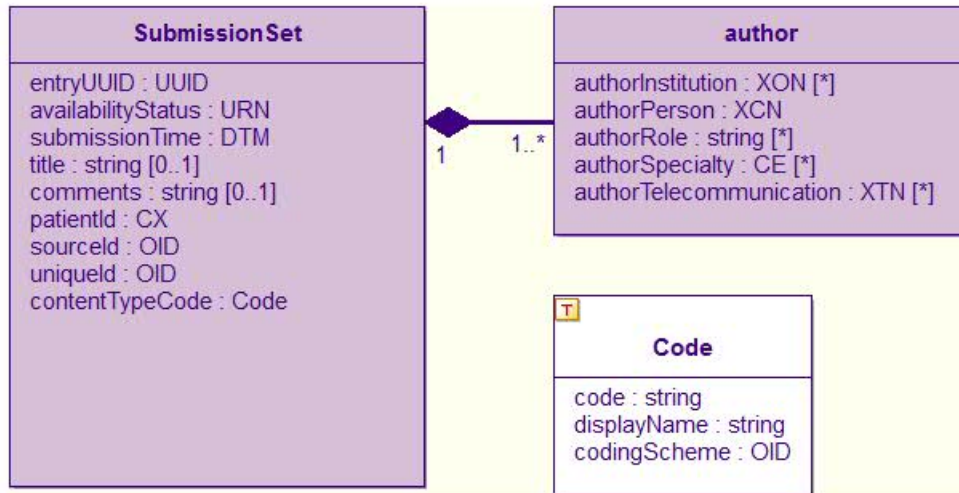 SubmissionSet
entryUUID : UUID
availabilityStatus : URN
submissionTime : DTM
title : string [0..1]
comments : string [0..1]
patientId : CX
sourceId : OID
uniqueId : OID
contentTypeCode : Code
1
1..*
author
authorInstitution : XON [*]
authorPerson : XCN
authorRole : string [*]
authorSpecialty : CE [*]
authorTelecommunication : XTN [*]
T
Code
code : string
displayName : string
codingScheme : OID